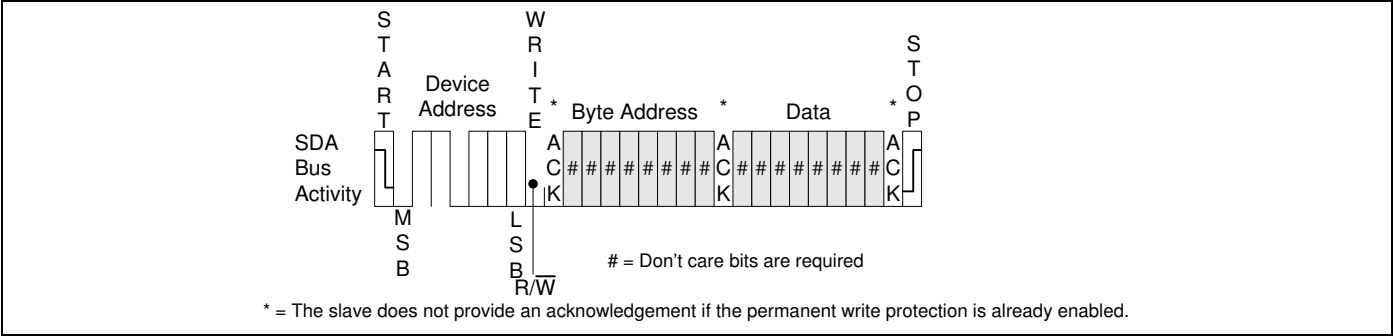 START
WRITE
STOP
Device
Address
* Byte Address * Data *
SDA
Bus
Activity
ACK # # # # # # # # ACK # # # # # # # # ACK
MSB
LSB
R/W̅
# = Don't care bits are required
* = The slave does not provide an acknowledgement if the permanent write protection is already enabled.